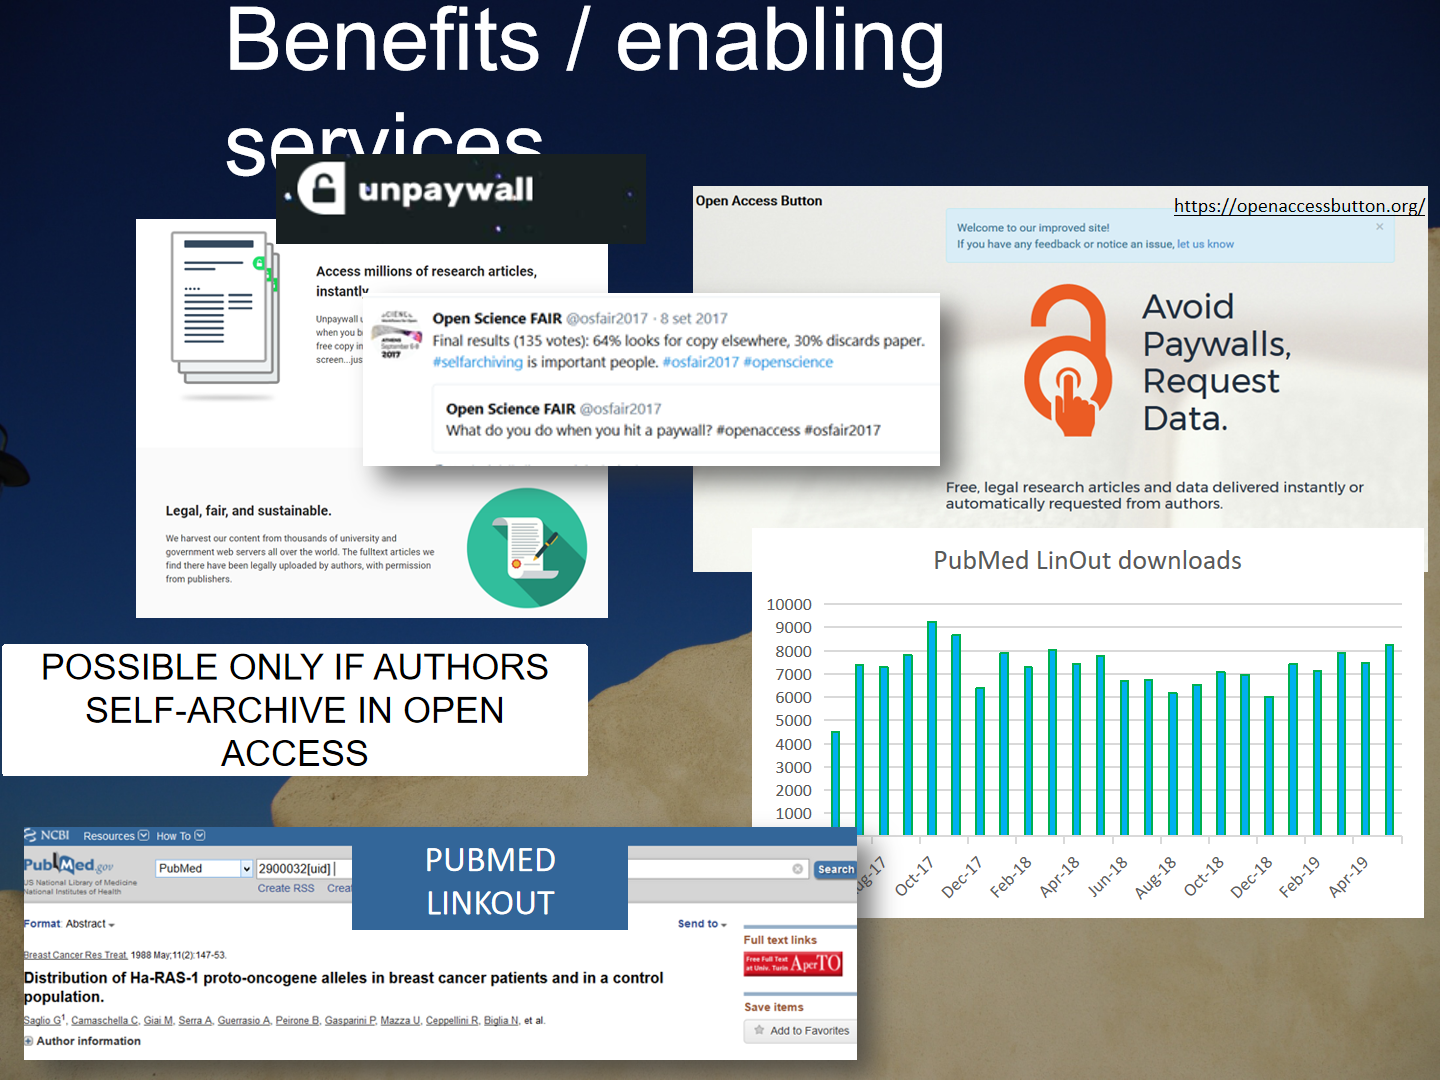 Benefits / enabling
services
unpaywall
Access millions of research articles,
instantly
Unpaywall
when you b
free copy in
screen...jus
Legal, fair, and sustainable.
We harvest our content from thousands of university and
government web servers all over the world. The fulltext articles we
find there have been legally uploaded by authors, with permission
from publishers.
SCIENCE
ATHENS
September 6-8
2017
Open Science FAIR @osfair2017 · 8 set 2017
Final results (135 votes): 64% looks for copy elsewhere, 30% discards paper.
#selfarchiving is important people. #osfair2017 #openscience
Open Science FAIR @osfair2017
What do you do when you hit a paywall? #openaccess #osfair2017
Open Access Button
https://openaccessbutton.org/
Welcome to our improved site!
If you have any feedback or notice an issue, let us know
×
Avoid
Paywalls,
Request
Data.
Free, legal research articles and data delivered instantly or
automatically requested from authors.
PubMed LinOut downloads
10000
9000
8000
7000
6000
5000
4000
3000
2000
1000
ug-17
Oct-17
Dec-17
Feb-18
Apr-18
Jun-18
Aug-18
Oct-18
Dec-18
Feb-19
Apr-19
POSSIBLE ONLY IF AUTHORS
SELF-ARCHIVE IN OPEN
ACCESS
NCBI Resources How To
PubMed.gov
US National Library of Medicine
National Institutes of Health
PubMed
2900032[uid]
Search
Create RSS Creat
PUBMED
LINKOUT
Format: Abstract
Send to
Breast Cancer Res Treat. 1988 May;11(2):147-53.
Distribution of Ha-RAS-1 proto-oncogene alleles in breast cancer patients and in a control
population.
Saglio G1, Camaschella C, Giai M, Serra A, Guerrasio A, Peirone B, Gasparini P, Mazza U, Ceppellini R, Biglia N, et al.
Author information
Full text links
Free Full Text
at Univ. Turin AperTO
Save items
Add to Favorites